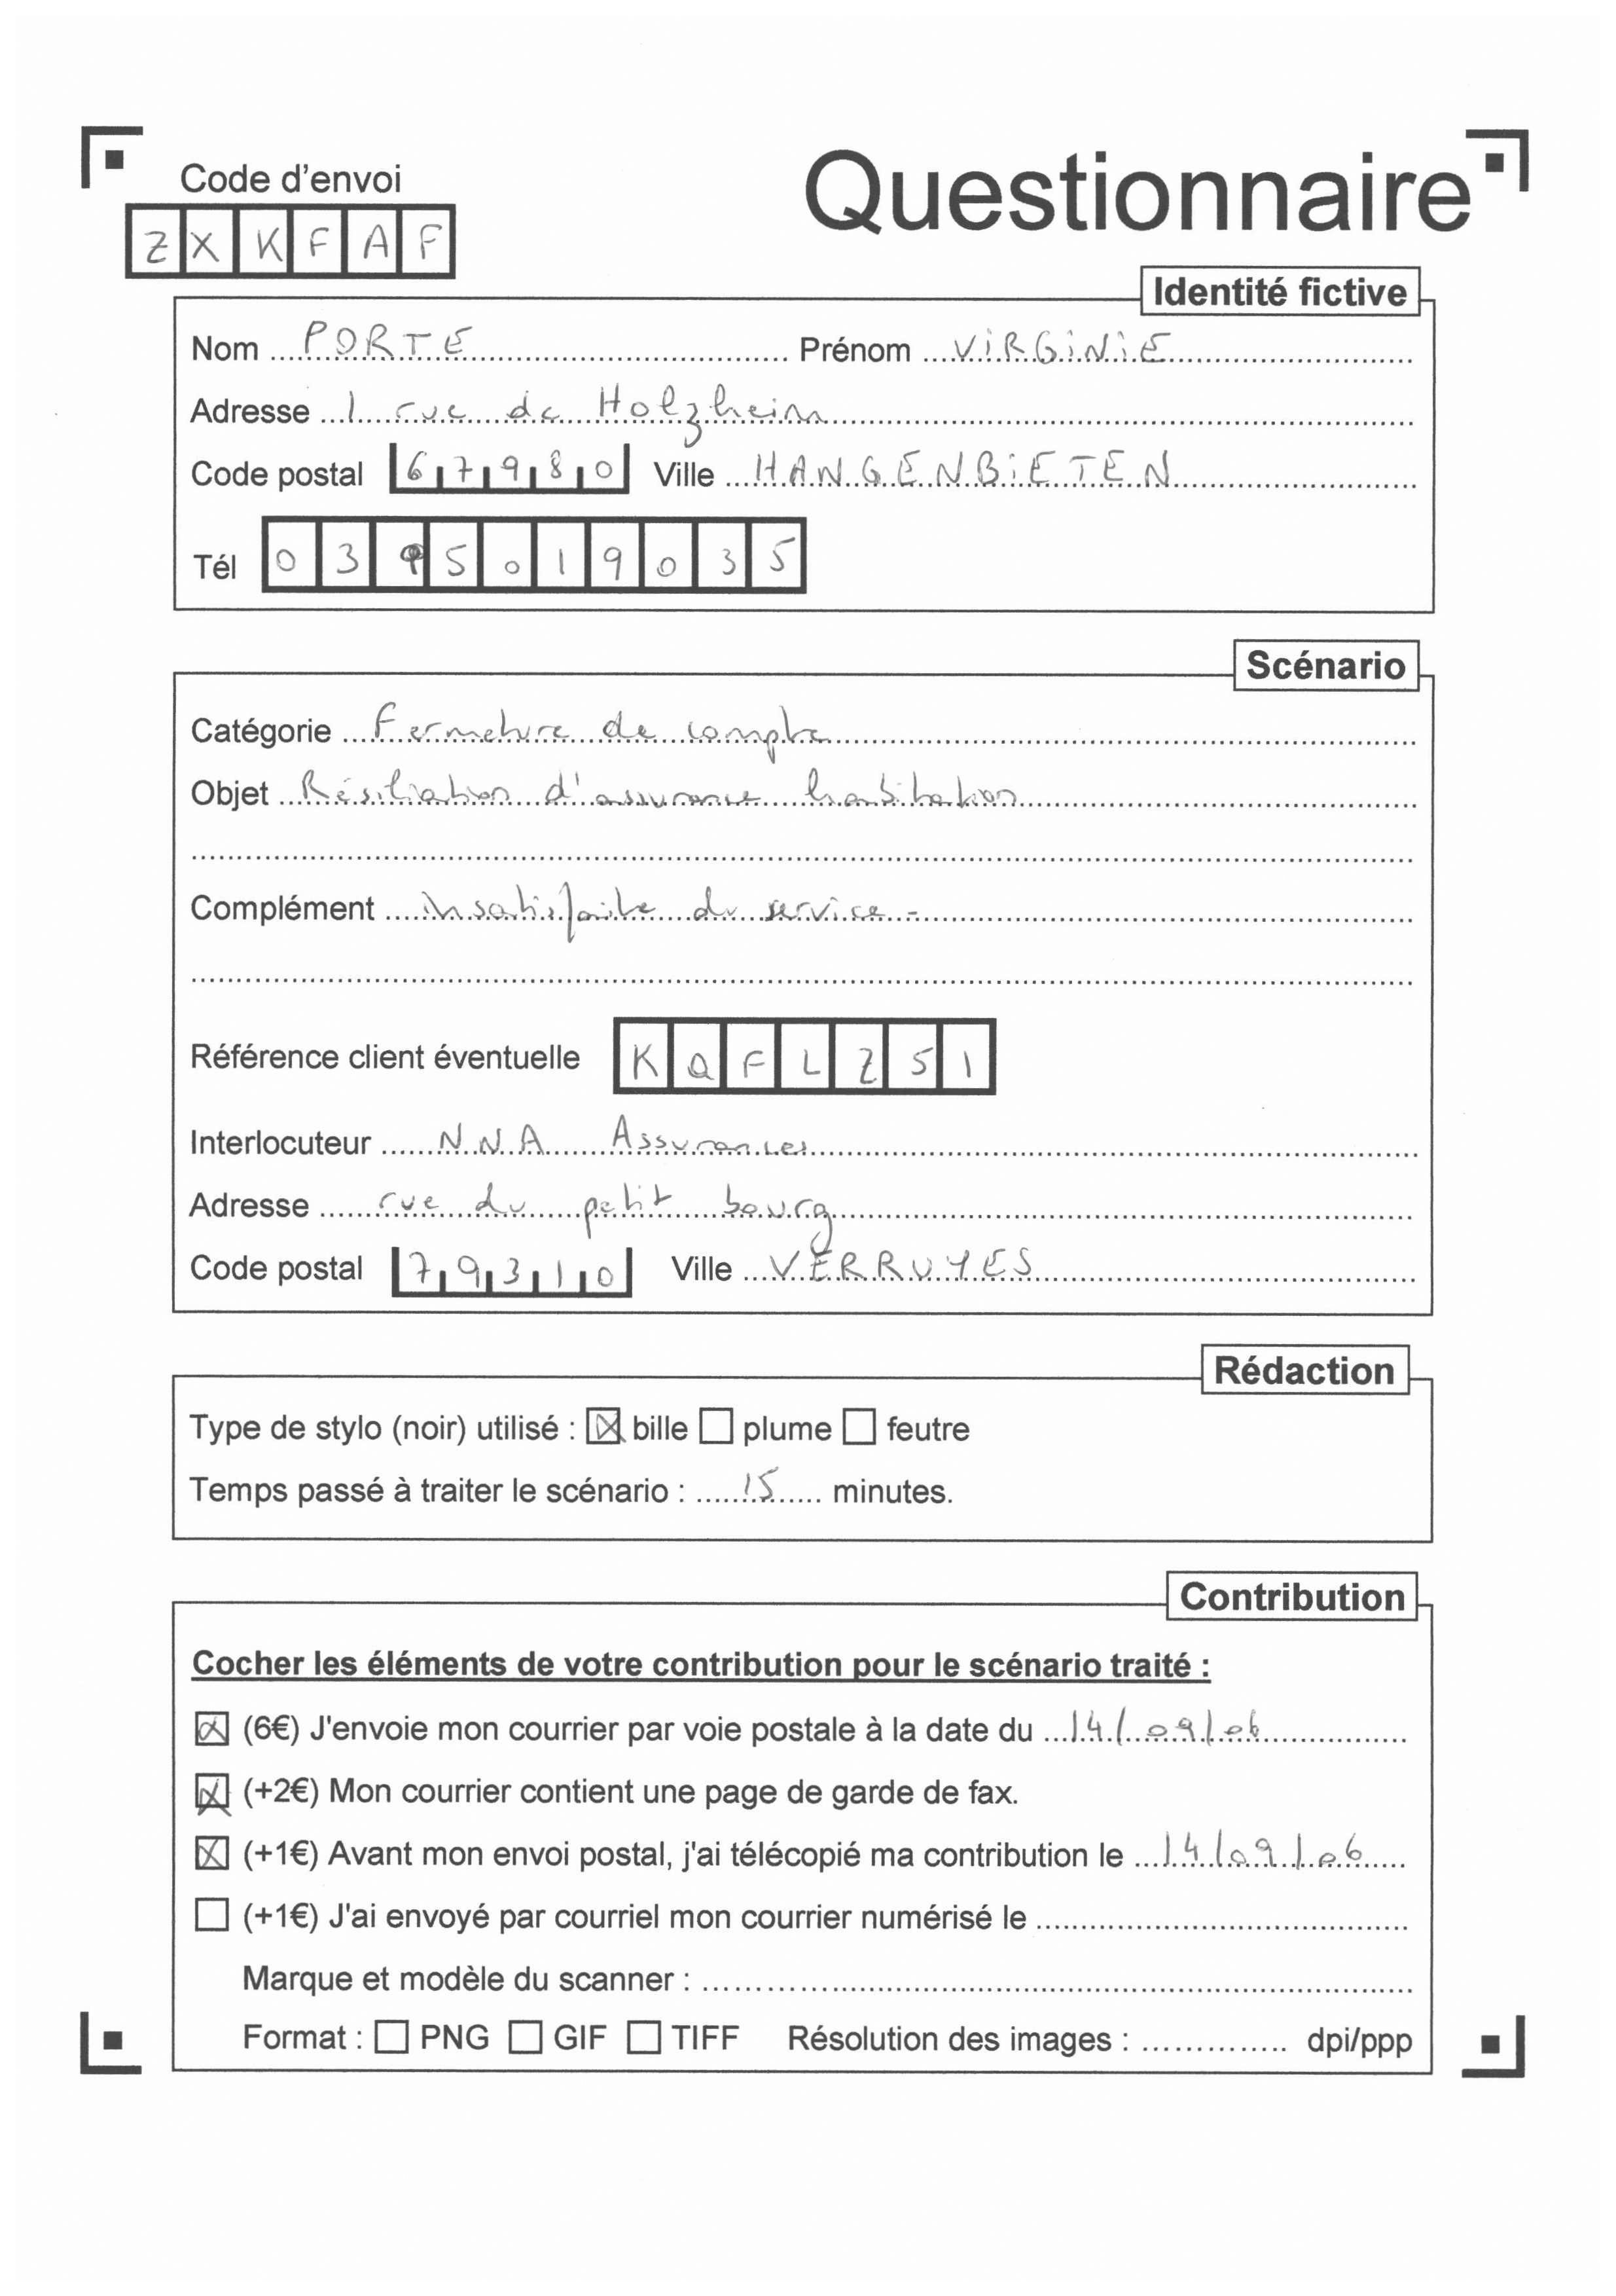 Code d'envoi
Questionnaire
Z X K F A F
Identité fictive
Nom PORTE Prénom ViRGiNiE
Adresse 1 rue de Holzheim
Code postal 67980 Ville HANGENBiETEN
Tél 03 5019035
Scénario
Catégorie Fermeture de compte
Objet Résiliation d'assurance habitation
Complément insatisfaite du service -
Référence client éventuelle K Q F L Z 5 1
Interlocuteur N N A Assurances
Adresse rue du petit bourg
Code postal 79310 Ville VERRUYES
Rédaction
Type de stylo (noir) utilisé : ☒ bille ☐ plume ☐ feutre
Temps passé à traiter le scénario : 15 minutes.
Contribution
Cocher les éléments de votre contribution pour le scénario traité :
☒ (6€) J'envoie mon courrier par voie postale à la date du 14/09/06
☒ (+2€) Mon courrier contient une page de garde de fax.
☒ (+1€) Avant mon envoi postal, j'ai télécopié ma contribution le 14/09/06
☐ (+1€) J'ai envoyé par courriel mon courrier numérisé le
Marque et modèle du scanner :
Format : ☐ PNG ☐ GIF ☐ TIFF Résolution des images : dpi/ppp